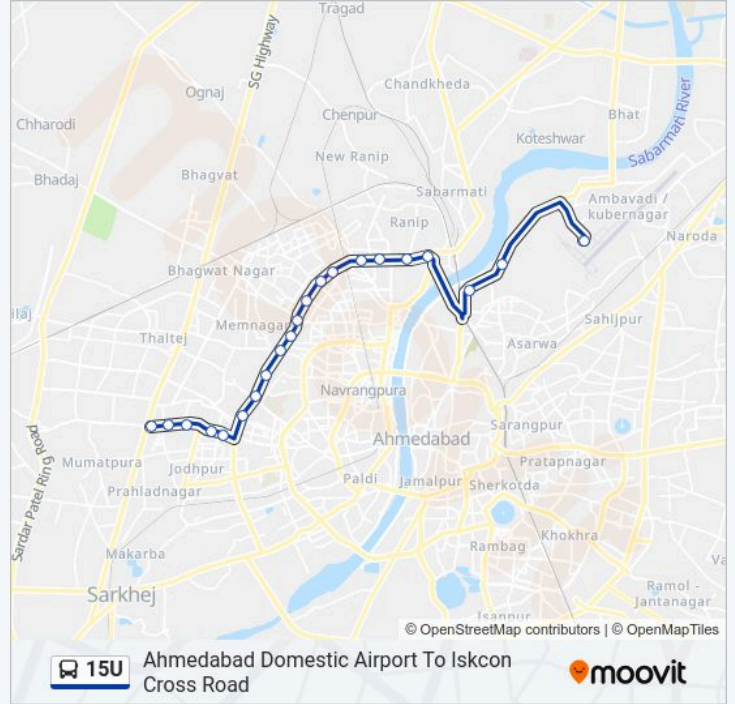 Tragad
SG Highway
Ognaj
Chandkheda
Chharodi
Chenpur
Bhat
Koteshwar
Sabarmati River
New Ranip
Bhadaj
Bhagvat
Sabarmati
Ambavadi /
kubernagar
Ranip
Naroda
Bhagwat Nagar
Memnagar
Sahijpur
Thaltej
Asarwa
Navrangpura
Sarangpur
Ahmedabad
Mumatpura
Jodhpur
Pratapnagar
Paldi
Jamalpur
Sherkotda
Prahladnagar
Sardar Patel Rin
g Road
Khokhra
Rambag
Makarba
Sarkhej
Ramol -
Jantanagar
Isanpur
© OpenStreetMap contributors | © OpenMapTiles
15U
Ahmedabad Domestic Airport To Iskcon
Cross Road
moovit